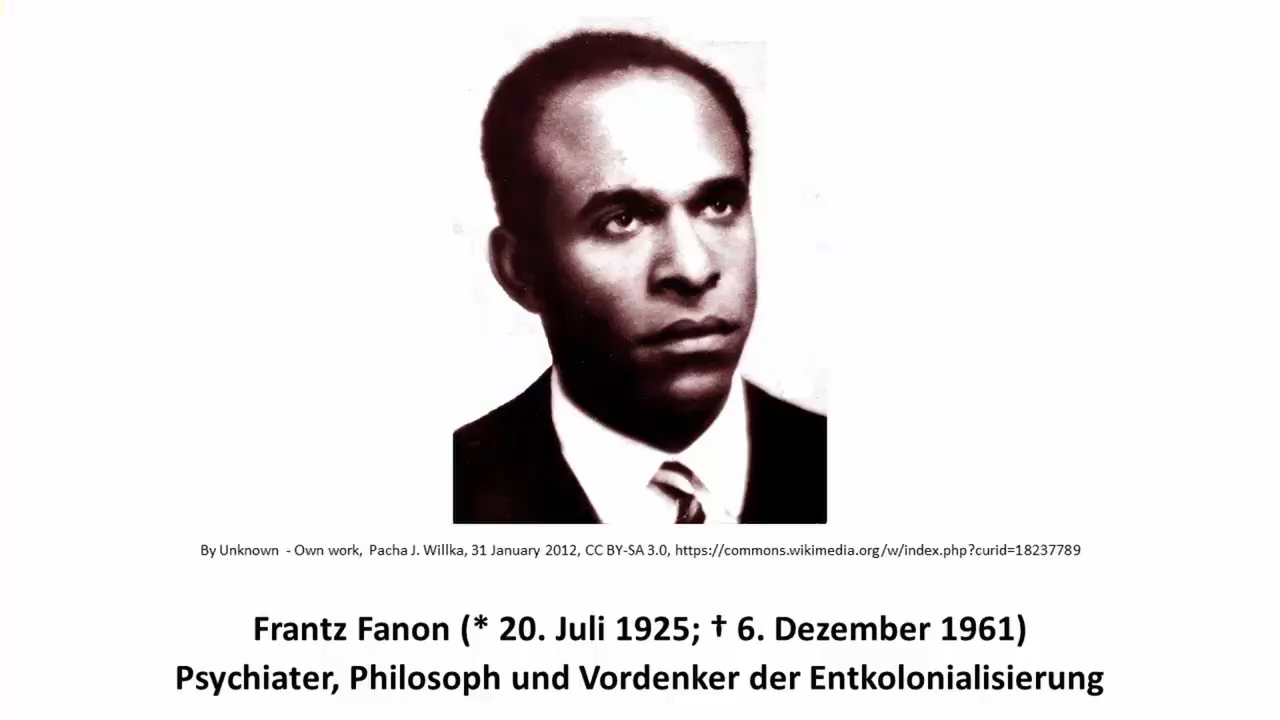 By Unknown - Own work, Pacha J. Willka, 31 January 2012, CC BY-SA 3.0, https://commons.wikimedia.org/w/index.php?curid=18237789
Frantz Fanon (* 20. Juli 1925; † 6. Dezember 1961)
Psychiater, Philosoph und Vordenker der Entkolonialisierung